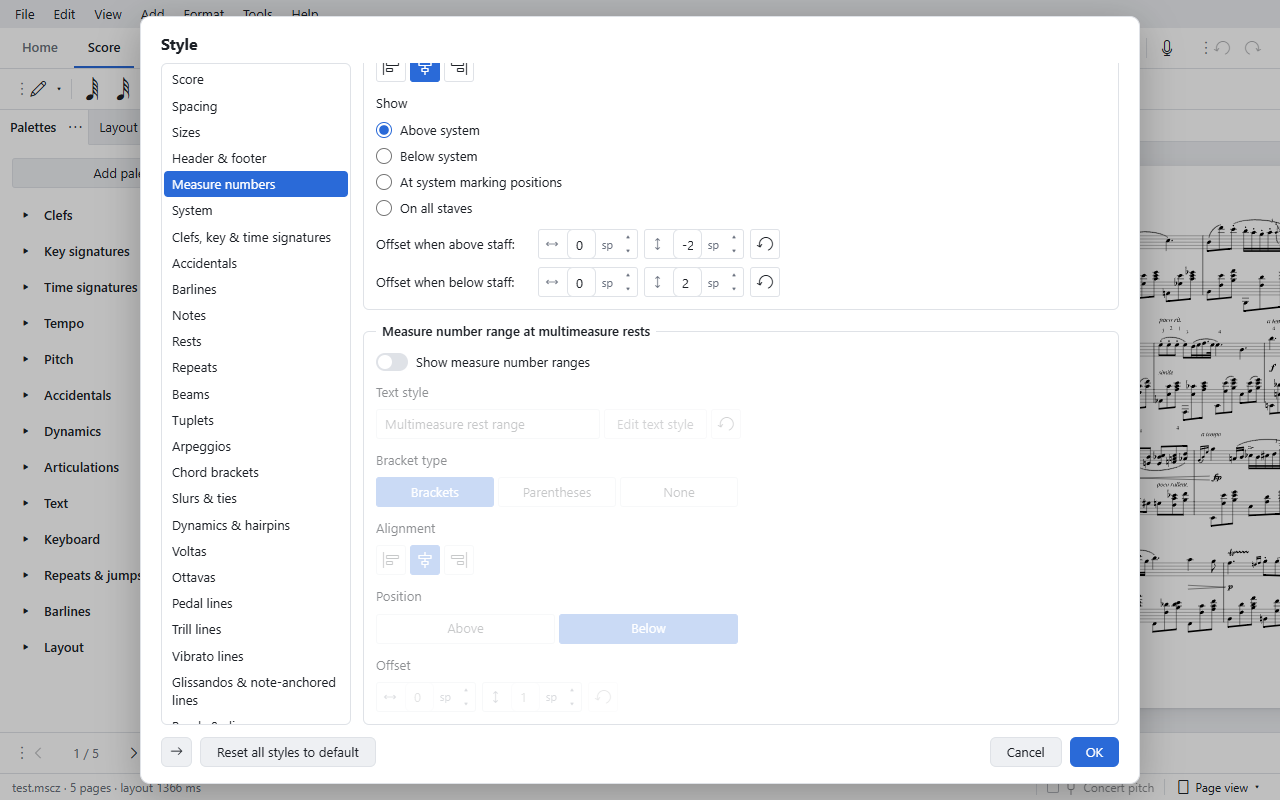 File Edit View Add Format Tools Help
Home Score
Palettes Layout
Add pale
Clefs
Key signatures
Time signatures
Tempo
Pitch
Accidentals
Dynamics
Articulations
Text
Keyboard
Repeats & jumps
Barlines
Layout
1 / 5
test.mscz · 5 pages · layout 1366 ms
Concert pitch
Page view
Style
Score
Spacing
Sizes
Header & footer
Measure numbers
System
Clefs, key & time signatures
Accidentals
Barlines
Notes
Rests
Repeats
Beams
Tuplets
Arpeggios
Chord brackets
Slurs & ties
Dynamics & hairpins
Voltas
Ottavas
Pedal lines
Trill lines
Vibrato lines
Glissandos & note-anchored
lines
Show
Above system
Below system
At system marking positions
On all staves
Offset when above staff: 0 sp -2 sp
Offset when below staff: 0 sp 2 sp
Measure number range at multimeasure rests
Show measure number ranges
Text style
Multimeasure rest range Edit text style
Bracket type
Brackets Parentheses None
Alignment
Position
Above Below
Offset
0 sp 1 sp
Reset all styles to default
Cancel OK
paco rit.
simile
a tempo
fp
poco rallent.
p